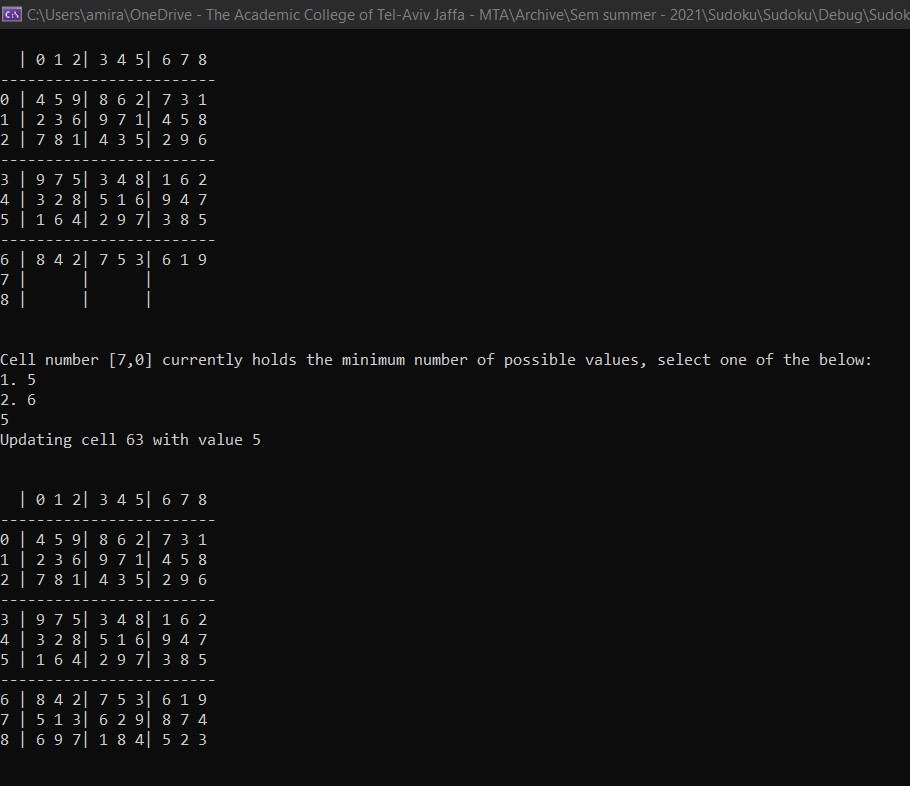 C:\Users\amira\OneDrive - The Academic College of Tel-Aviv Jaffa - MTA\Archive\Sem summer - 2021\Sudoku\Sudoku\Debug\Sudok
  | 0 1 2| 3 4 5| 6 7 8
------------------------
0 | 4 5 9| 8 6 2| 7 3 1
1 | 2 3 6| 9 7 1| 4 5 8
2 | 7 8 1| 4 3 5| 2 9 6
------------------------
3 | 9 7 5| 3 4 8| 1 6 2
4 | 3 2 8| 5 1 6| 9 4 7
5 | 1 6 4| 2 9 7| 3 8 5
------------------------
6 | 8 4 2| 7 5 3| 6 1 9
7 |      |      |
8 |      |      |
Cell number [7,0] currently holds the minimum number of possible values, select one of the below:
1. 5
2. 6
5
Updating cell 63 with value 5
  | 0 1 2| 3 4 5| 6 7 8
------------------------
0 | 4 5 9| 8 6 2| 7 3 1
1 | 2 3 6| 9 7 1| 4 5 8
2 | 7 8 1| 4 3 5| 2 9 6
------------------------
3 | 9 7 5| 3 4 8| 1 6 2
4 | 3 2 8| 5 1 6| 9 4 7
5 | 1 6 4| 2 9 7| 3 8 5
------------------------
6 | 8 4 2| 7 5 3| 6 1 9
7 | 5 1 3| 6 2 9| 8 7 4
8 | 6 9 7| 1 8 4| 5 2 3